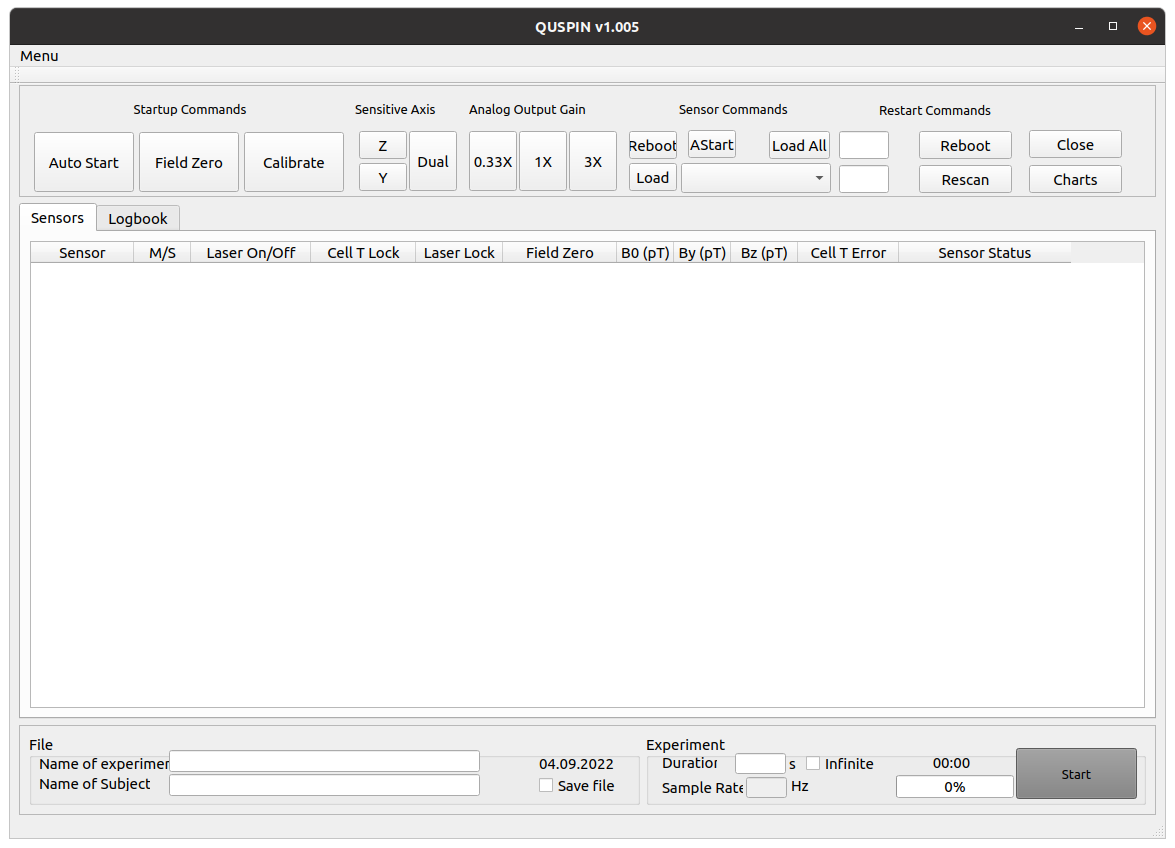 QUSPIN v1.005
Menu
Startup Commands Sensitive Axis Analog Output Gain Sensor Commands Restart Commands
Auto Start Field Zero Calibrate Z Y Dual 0.33X 1X 3X Reboot AStart Load All Reboot Close
Load Rescan Charts
Sensors Logbook
Sensor M/S Laser On/Off Cell T Lock Laser Lock Field Zero B0 (pT) By (pT) Bz (pT) Cell T Error Sensor Status
File Experiment
Name of experimen 04.09.2022 Duration s Infinite 00:00 Start
Name of Subject Save file Sample Rate Hz 0%